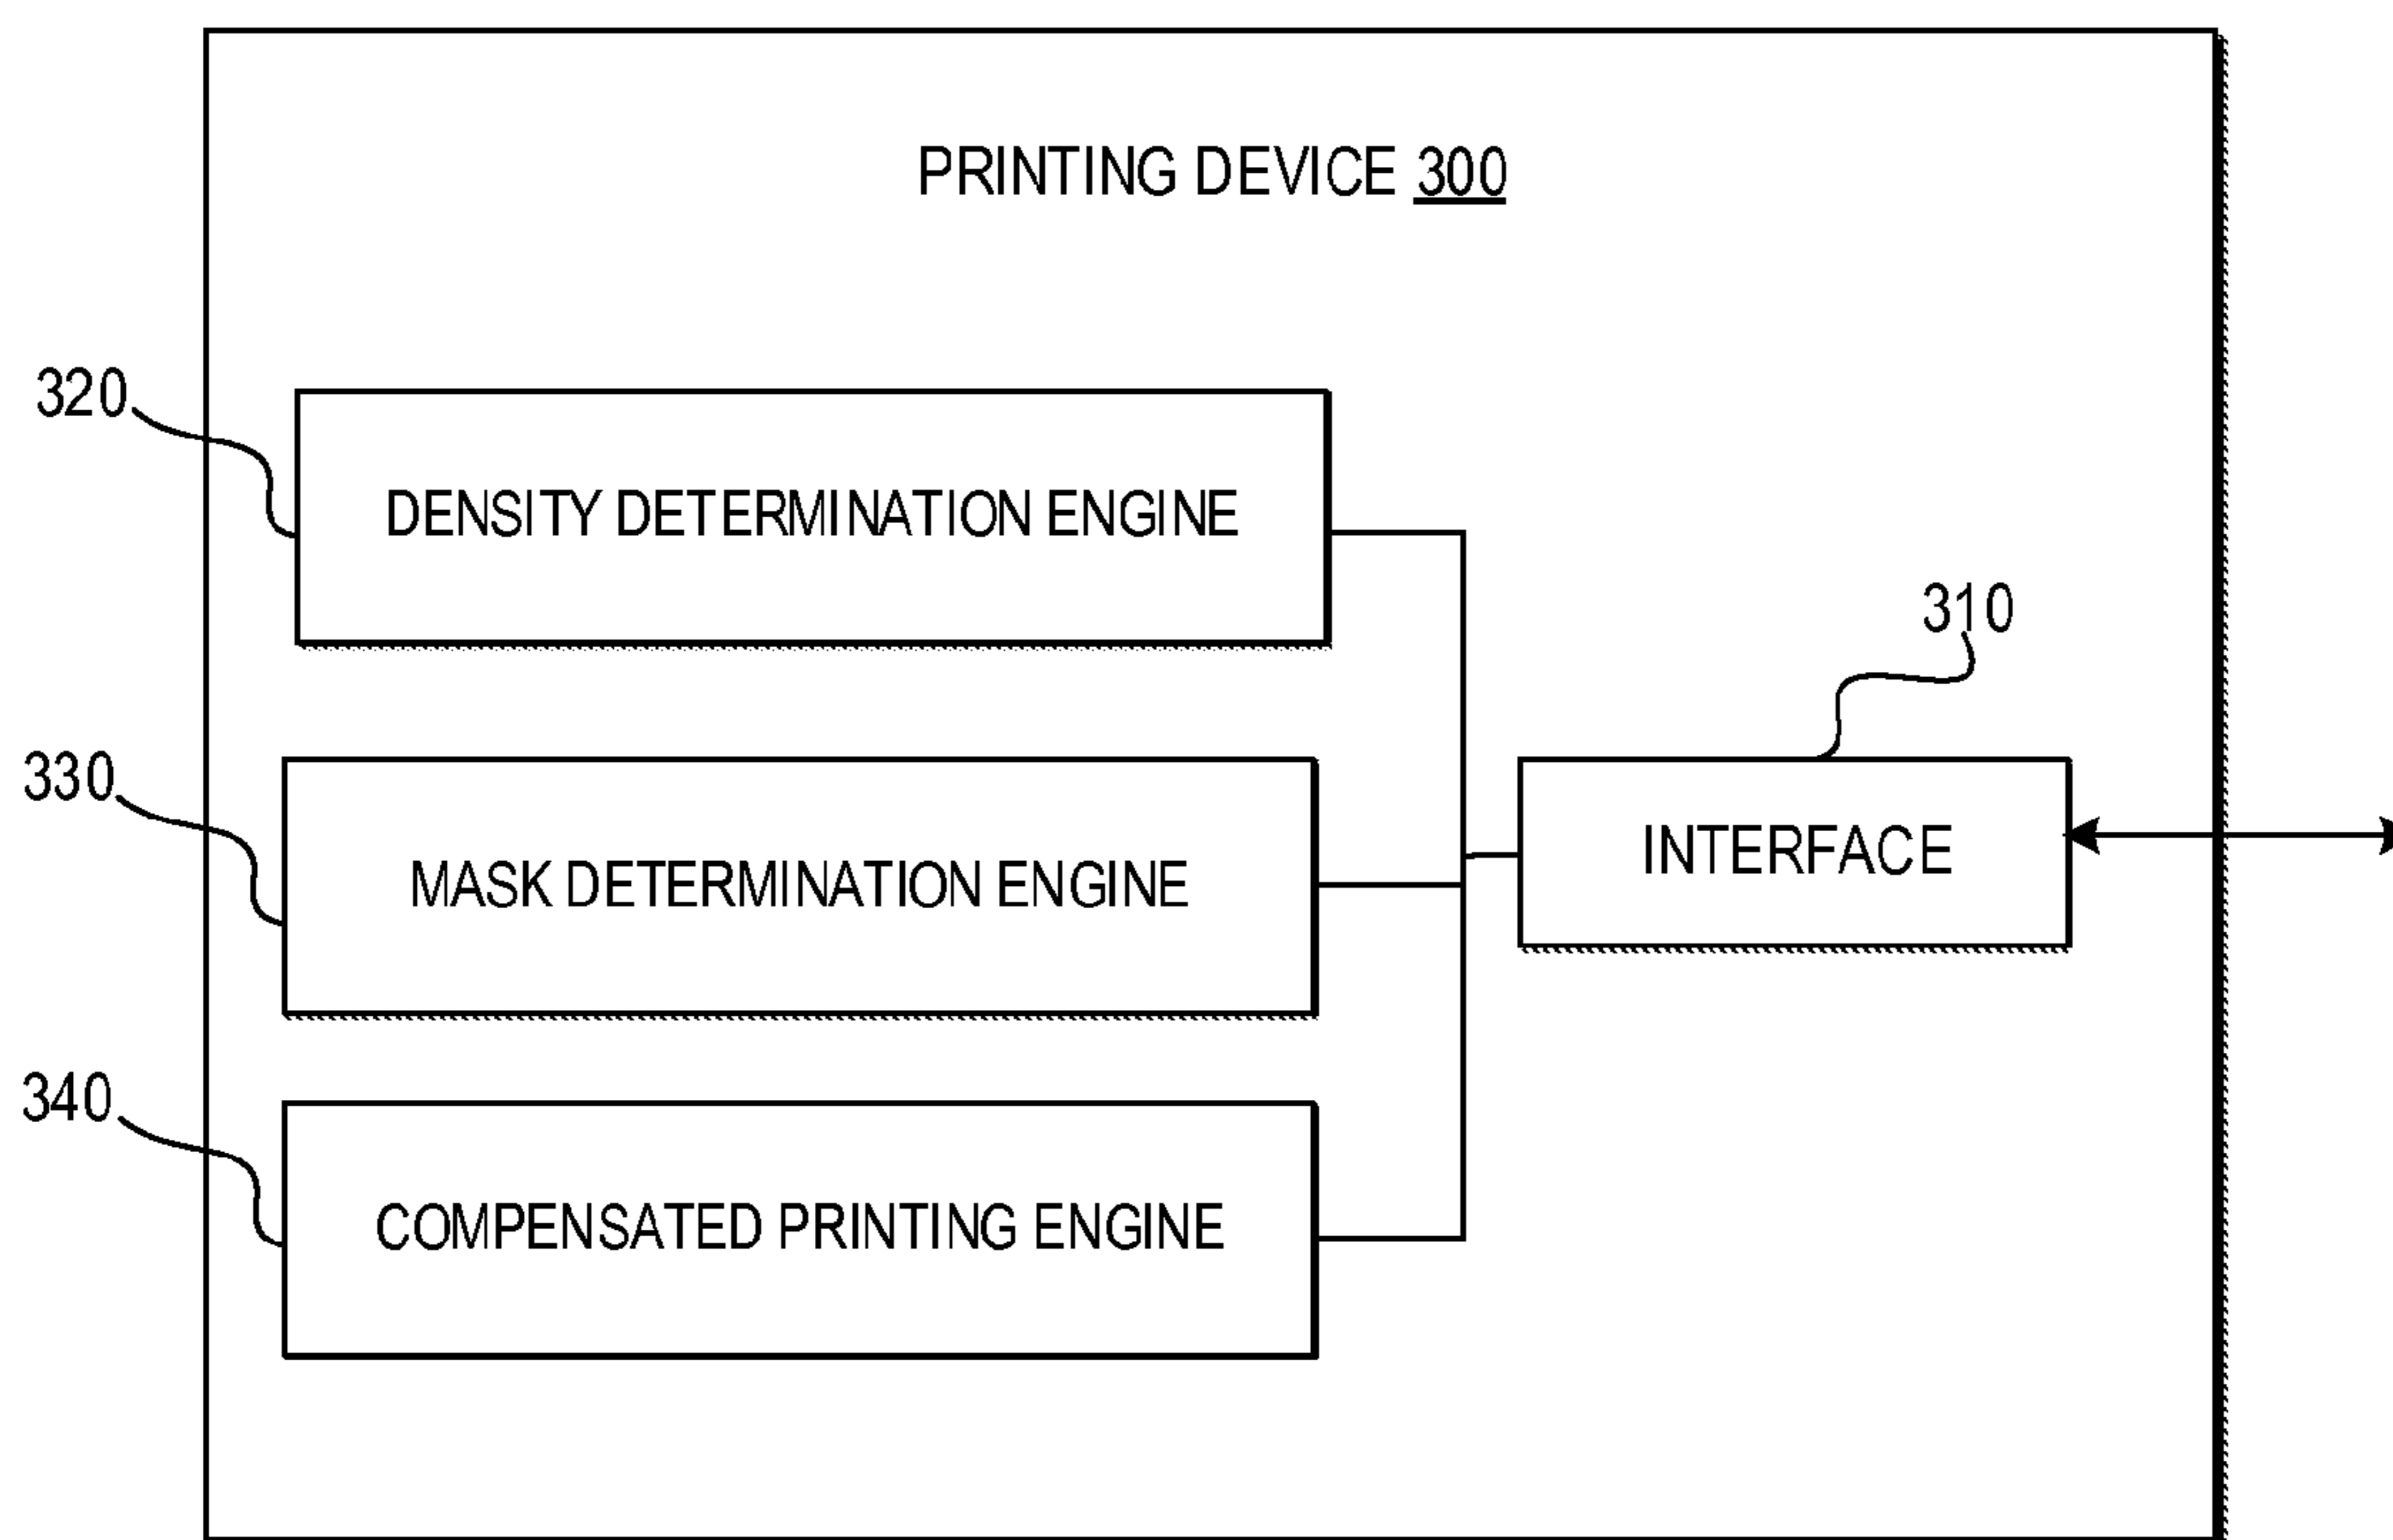 PRINTING DEVICE 300
320
DENSITY DETERMINATION ENGINE
310
330
INTERFACE
MASK DETERMINATION ENGINE
340
COMPENSATED PRINTING ENGINE